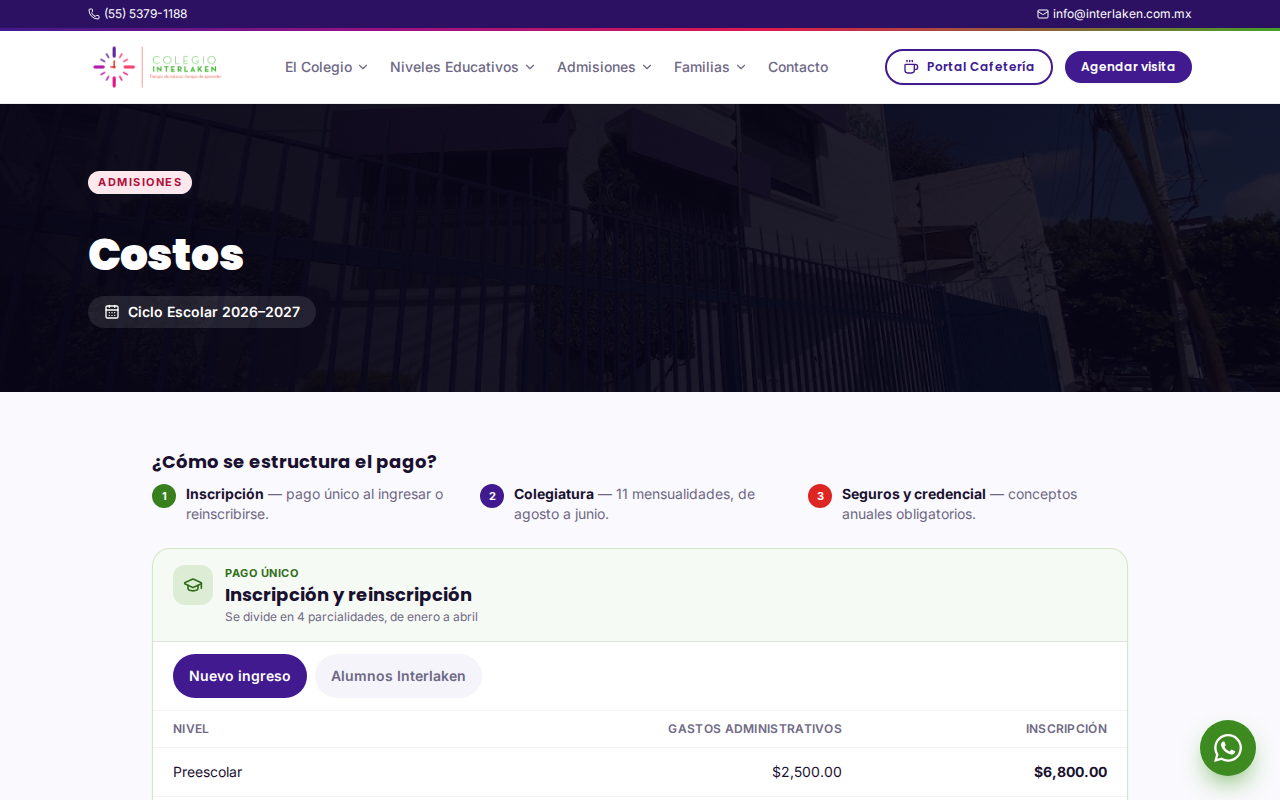 (55) 5379-1188
info@interlaken.com.mx
COLEGIO
INTERLAKEN
El Colegio
Niveles Educativos
Admisiones
Familias
Contacto
Portal Cafetería
Agendar visita
ADMISIONES
Costos
Ciclo Escolar 2026–2027
¿Cómo se estructura el pago?
1
Inscripción — pago único al ingresar o
reinscribirse.
2
Colegiatura — 11 mensualidades, de
agosto a junio.
3
Seguros y credencial — conceptos
anuales obligatorios.
PAGO ÚNICO
Inscripción y reinscripción
Se divide en 4 parcialidades, de enero a abril
Nuevo ingreso
Alumnos Interlaken
NIVEL
GASTOS ADMINISTRATIVOS
INSCRIPCIÓN
Preescolar
$2,500.00
$6,800.00